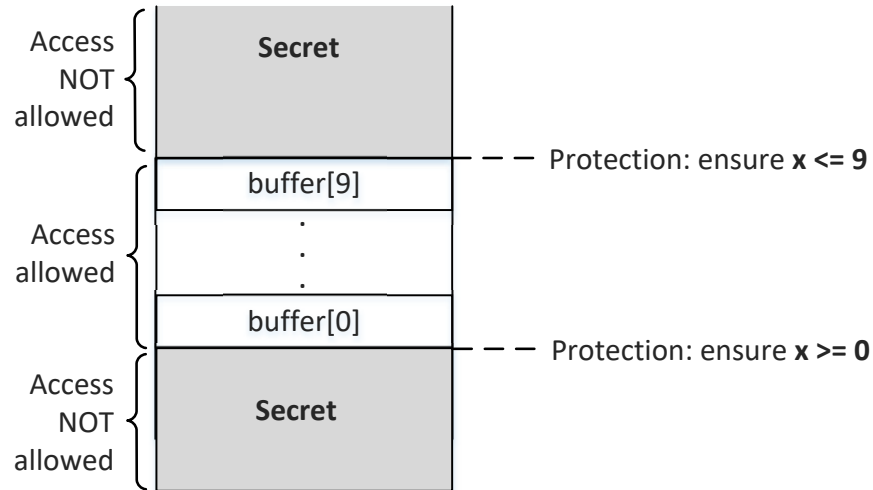 Access
NOT
allowed
Secret
Protection: ensure x <= 9
buffer[9]
.
.
.
Access
allowed
buffer[0]
Protection: ensure x >= 0
Access
NOT
allowed
Secret